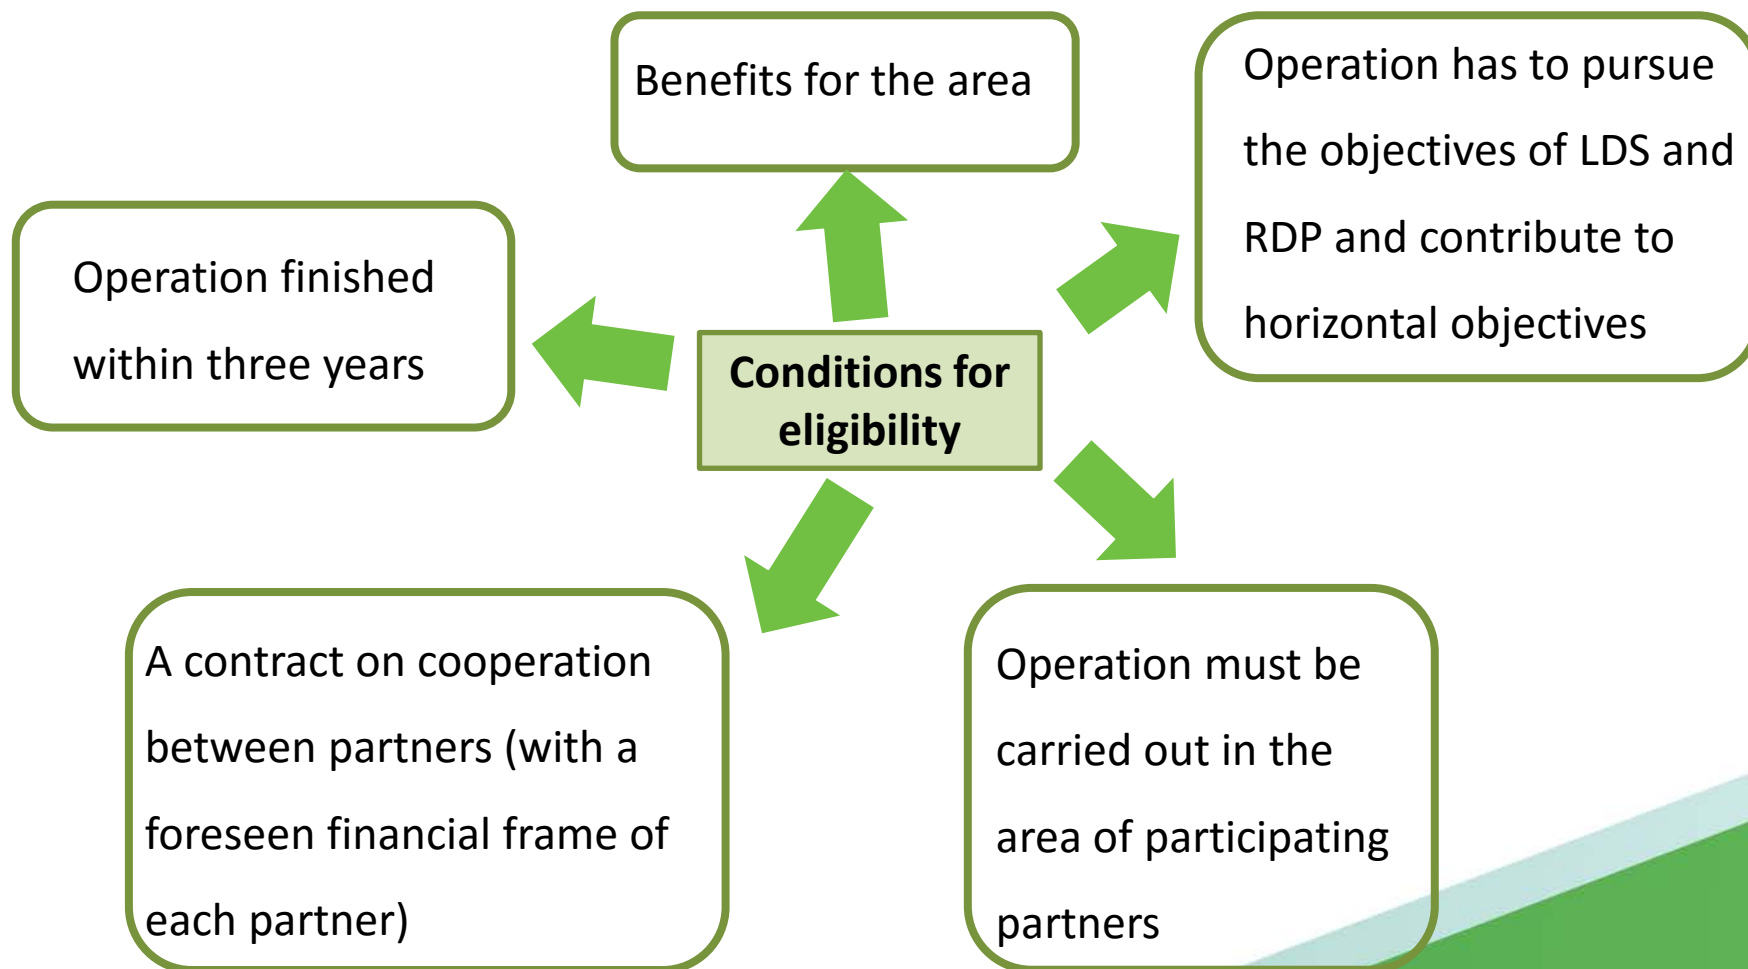 Benefits for the area
Operation has to pursue
the objectives of LDS and
RDP and contribute to
horizontal objectives
Operation finished
within three years
Conditions for
eligibility
A contract on cooperation
between partners (with a
foreseen financial frame of
each partner)
Operation must be
carried out in the
area of participating
partners